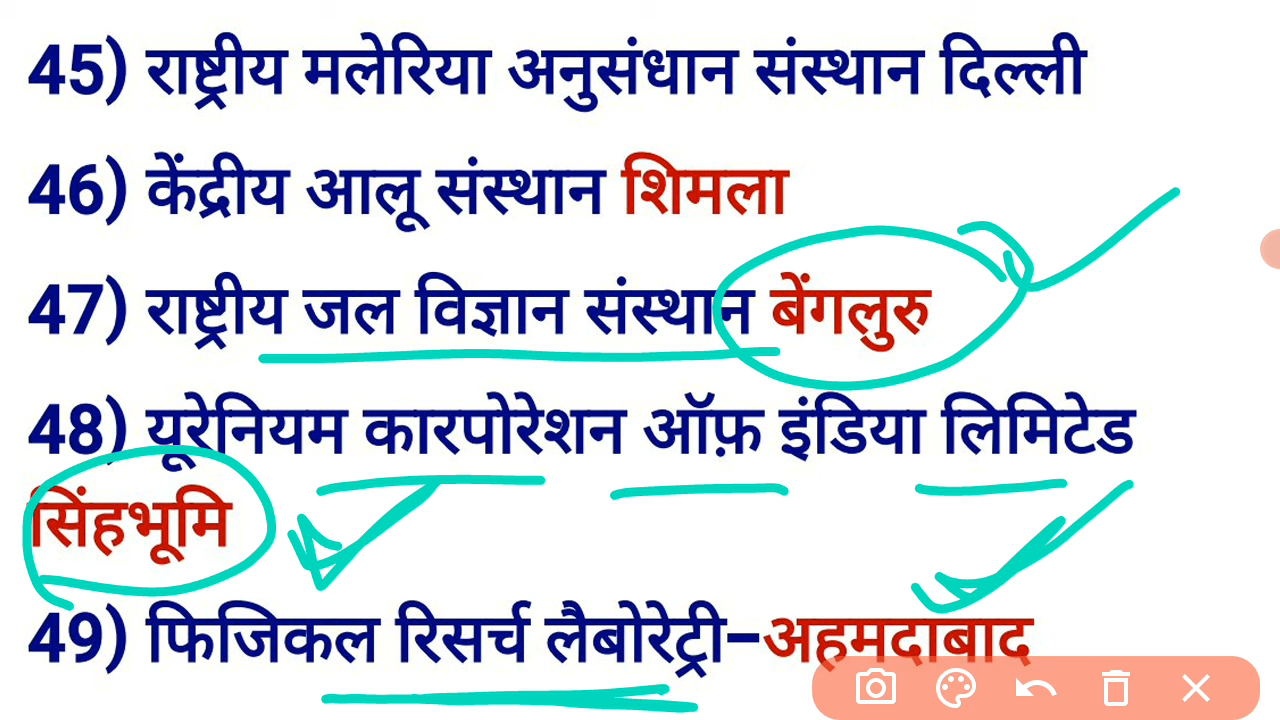 45) राष्ट्रीय मलेरिया अनुसंधान संस्थान दिल्ली
46) केंद्रीय आलू संस्थान शिमला
47) राष्ट्रीय जल विज्ञान संस्थान बेंगलुरु
48) यूरेनियम कारपोरेशन ऑफ़ इंडिया लिमिटेड
सिंहभूमि
49) फिजिकल रिसर्च लैबोरेट्री–अहमदाबाद